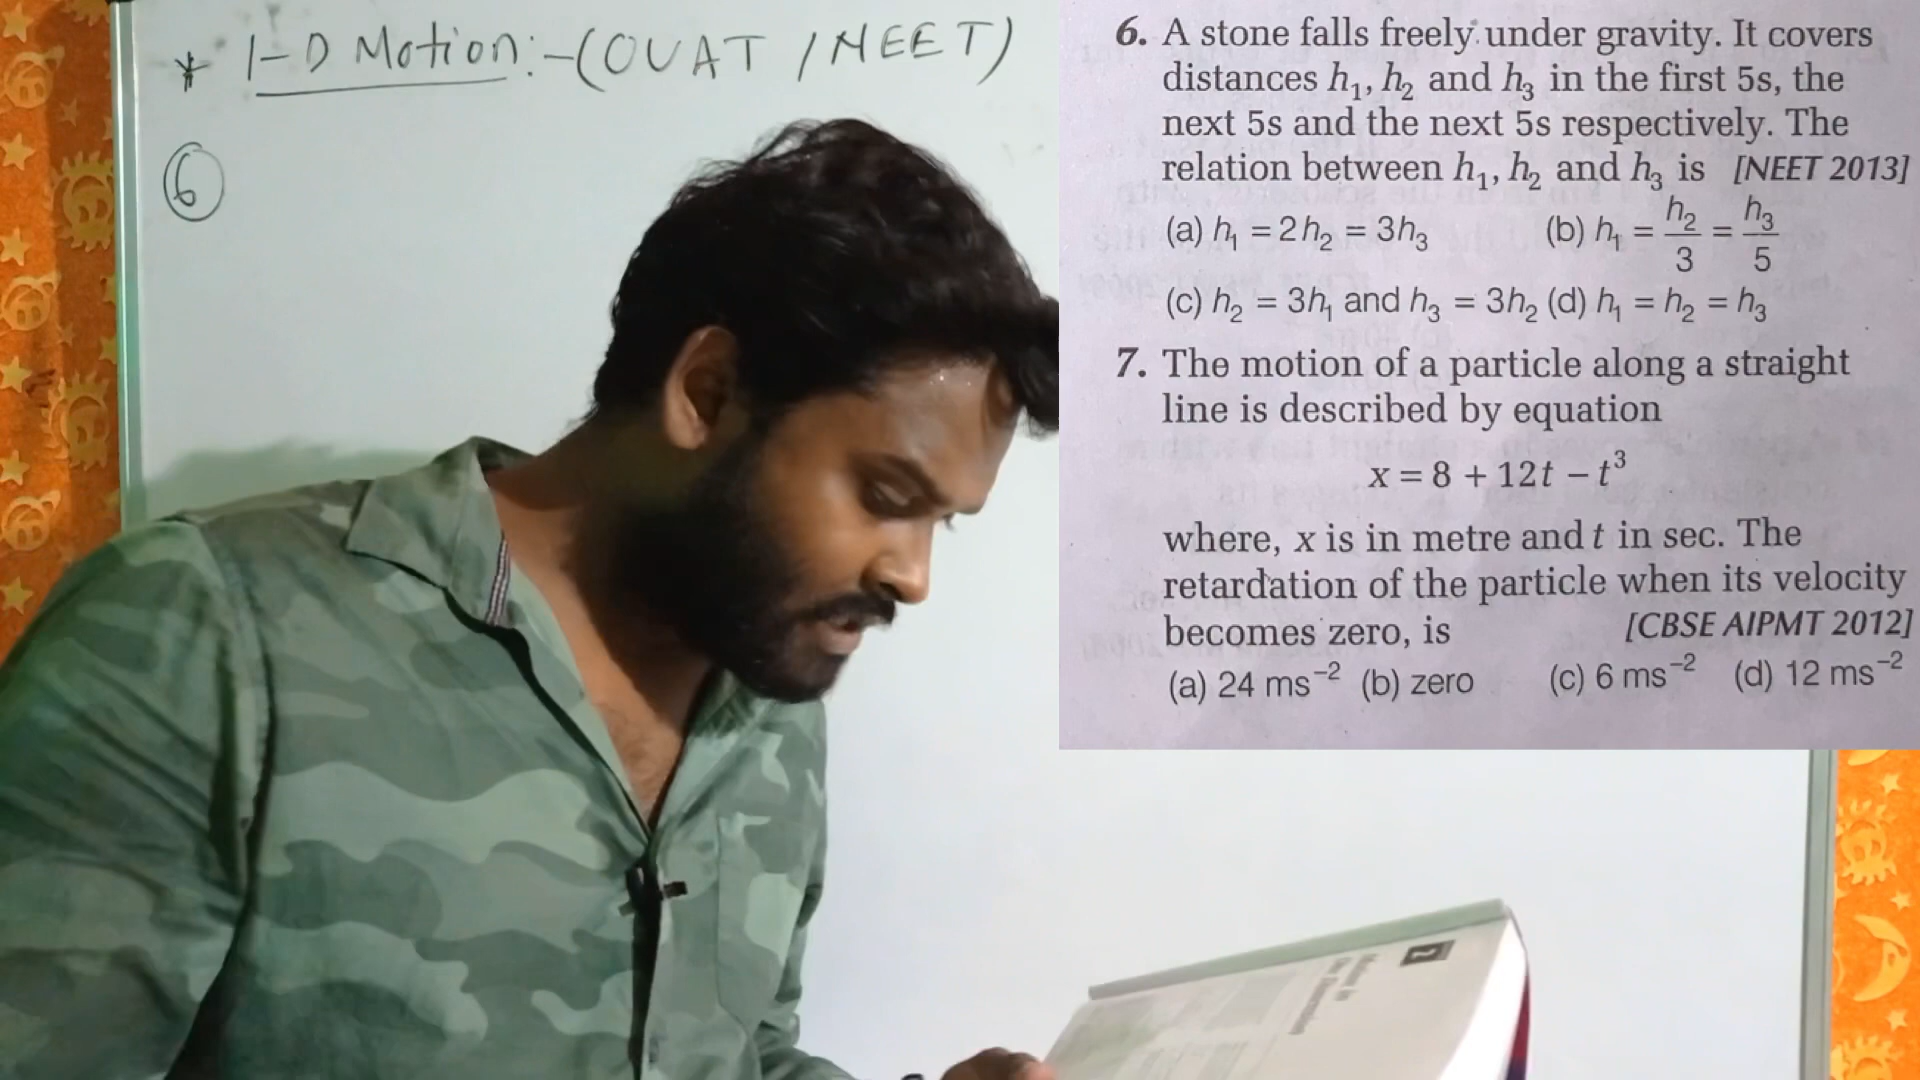 * 1-D Motion:-(OUAT / NEET)
6
6. A stone falls freely under gravity. It covers
distances h₁, h₂ and h₃ in the first 5s, the
next 5s and the next 5s respectively. The
relation between h₁, h₂ and h₃ is [NEET 2013]
(a) h₁ = 2h₂ = 3h₃ (b) h₁ = h₂/3 = h₃/5
(c) h₂ = 3h₁ and h₃ = 3h₂ (d) h₁ = h₂ = h₃
7. The motion of a particle along a straight
line is described by equation
x = 8 + 12t – t³
where, x is in metre and t in sec. The
retardation of the particle when its velocity
becomes zero, is [CBSE AIPMT 2012]
(a) 24 ms⁻² (b) zero (c) 6 ms⁻² (d) 12 ms⁻²